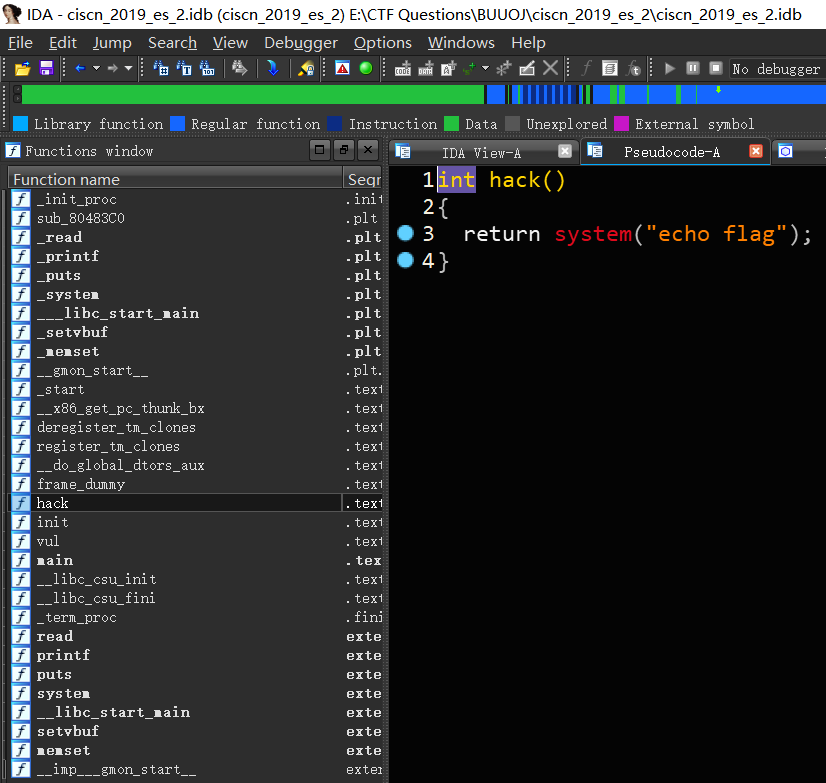 IDA - ciscn_2019_es_2.idb (ciscn_2019_es_2) E:\CTF Questions\BUUOJ\ciscn_2019_es_2\ciscn_2019_es_2.idb
File Edit Jump Search View Debugger Options Windows Help
No debugger
Library function Regular function Instruction Data Unexplored External symbol
Functions window
IDA View-A
Pseudocode-A
Function name
Segr
_init_proc .init
sub_80483C0 .plt
_read .plt
_printf .plt
_puts .plt
_system .plt
___libc_start_main .plt
_setvbuf .plt
_memset .plt
__gmon_start__ .plt.
_start .text
__x86_get_pc_thunk_bx .text
deregister_tm_clones .text
register_tm_clones .text
__do_global_dtors_aux .text
frame_dummy .text
hack .text
init .text
vul .text
main .tex
__libc_csu_init .text
__libc_csu_fini .text
_term_proc .fini
read exte
printf exte
puts exte
system exte
__libc_start_main exte
setvbuf exte
memset exte
__imp___gmon_start__ exter
1 int hack()
2 {
3 return system("echo flag");
4 }